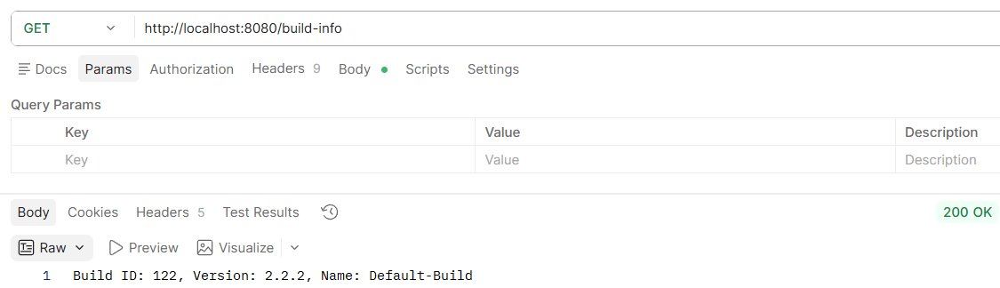 GET http://localhost:8080/build-info
Docs Params Authorization Headers 9 Body Scripts Settings
Query Params
Key Value Description
Key Value Description
Body Cookies Headers 5 Test Results 200 OK
Raw Preview Visualize
1 Build ID: 122, Version: 2.2.2, Name: Default-Build